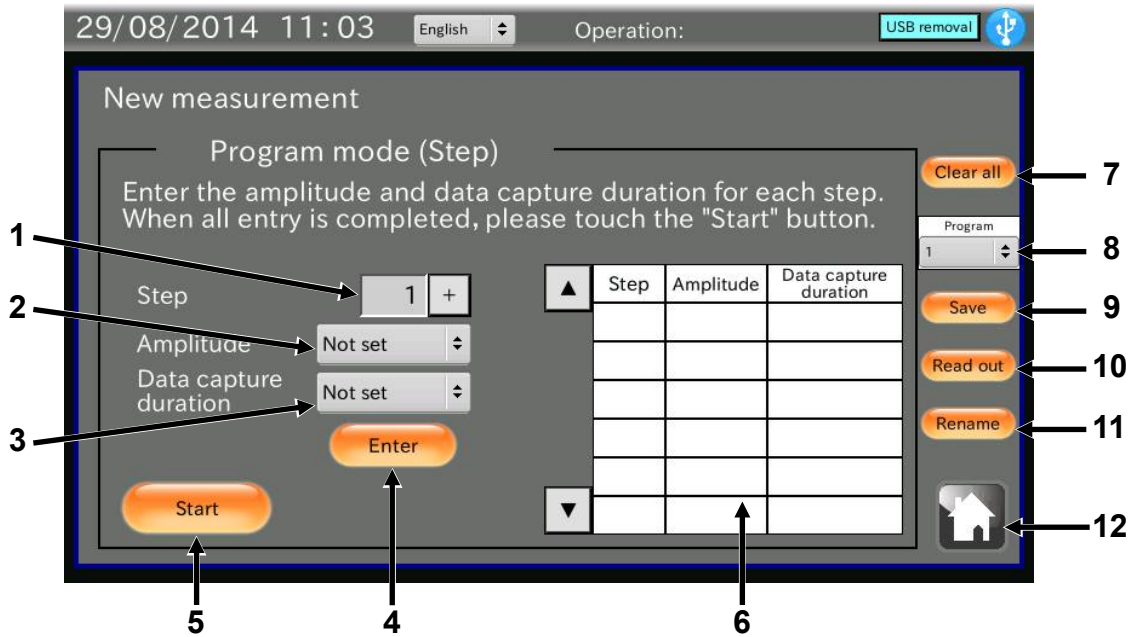 29/08/2014 11:03 English Operation: USB removal
New measurement
Program mode (Step)
Enter the amplitude and data capture duration for each step.
When all entry is completed, please touch the "Start" button.
Step 1 +
Amplitude Not set
Data capture
duration Not set
Enter
Start
▲ Step Amplitude Data capture
duration
▼
Clear all
Program
1
Save
Read out
Rename
1
2
3
4
5
6
7
8
9
10
11
12